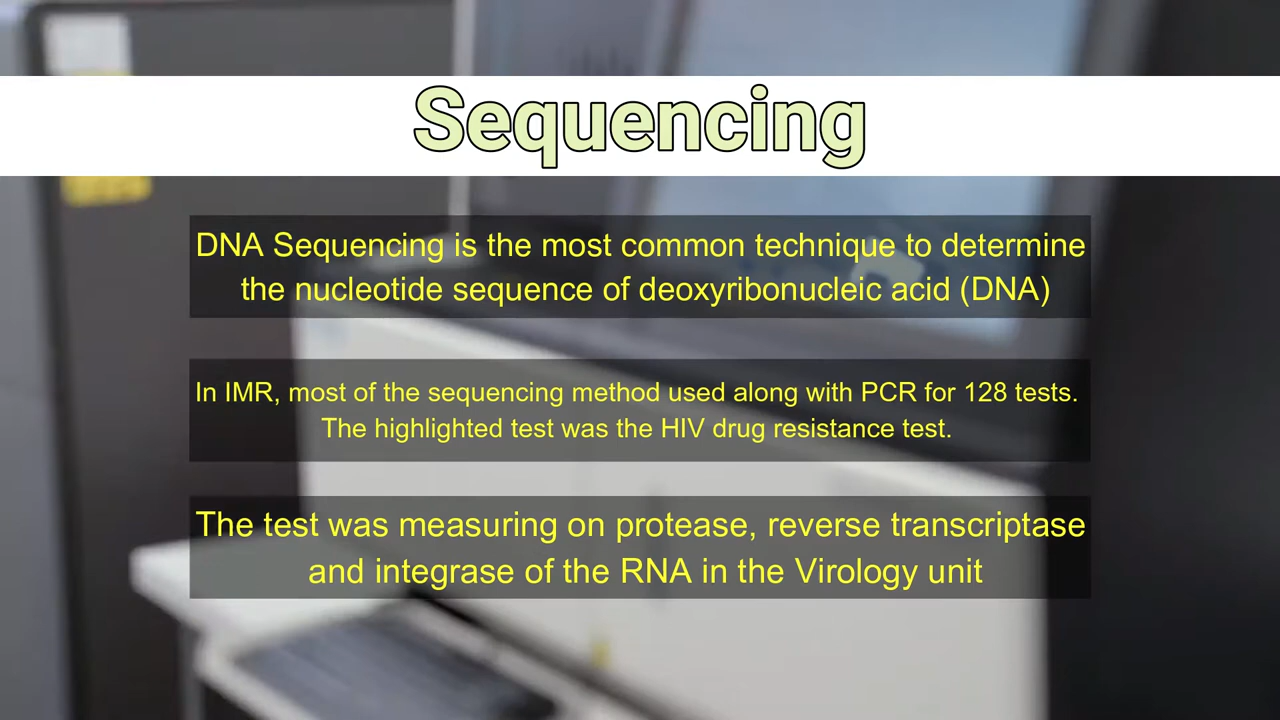 Sequencing
DNA Sequencing is the most common technique to determine
the nucleotide sequence of deoxyribonucleic acid (DNA)
In IMR, most of the sequencing method used along with PCR for 128 tests.
The highlighted test was the HIV drug resistance test.
The test was measuring on protease, reverse transcriptase
and integrase of the RNA in the Virology unit